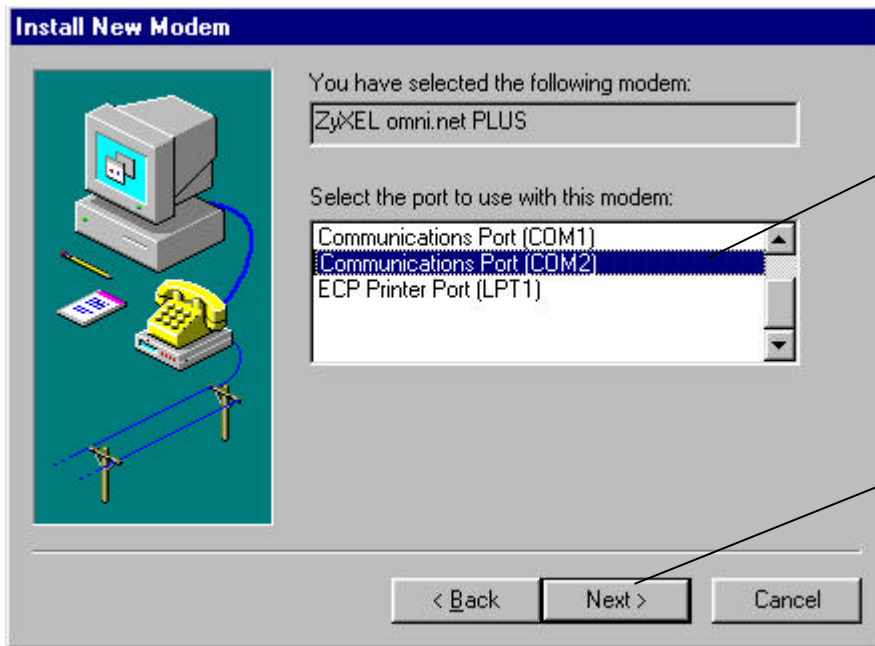 Install New Modem
You have selected the following modem:
ZyXEL omni.net PLUS
Select the port to use with this modem:
Communications Port (COM1)
Communications Port (COM2)
ECP Printer Port (LPT1)
< Back
Next >
Cancel